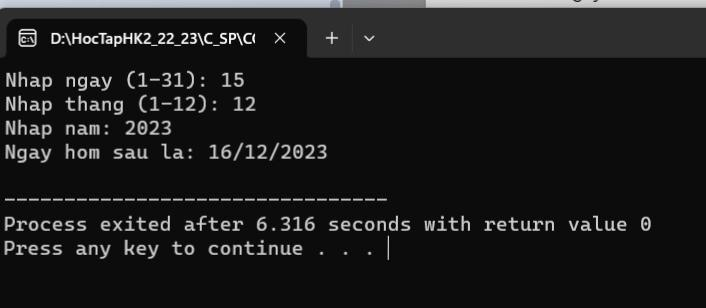 D:\HocTapHK2_22_23\C_SP\C
Nhap ngay (1-31): 15
Nhap thang (1-12): 12
Nhap nam: 2023
Ngay hom sau la: 16/12/2023
--------------------------------
Process exited after 6.316 seconds with return value 0
Press any key to continue . . .